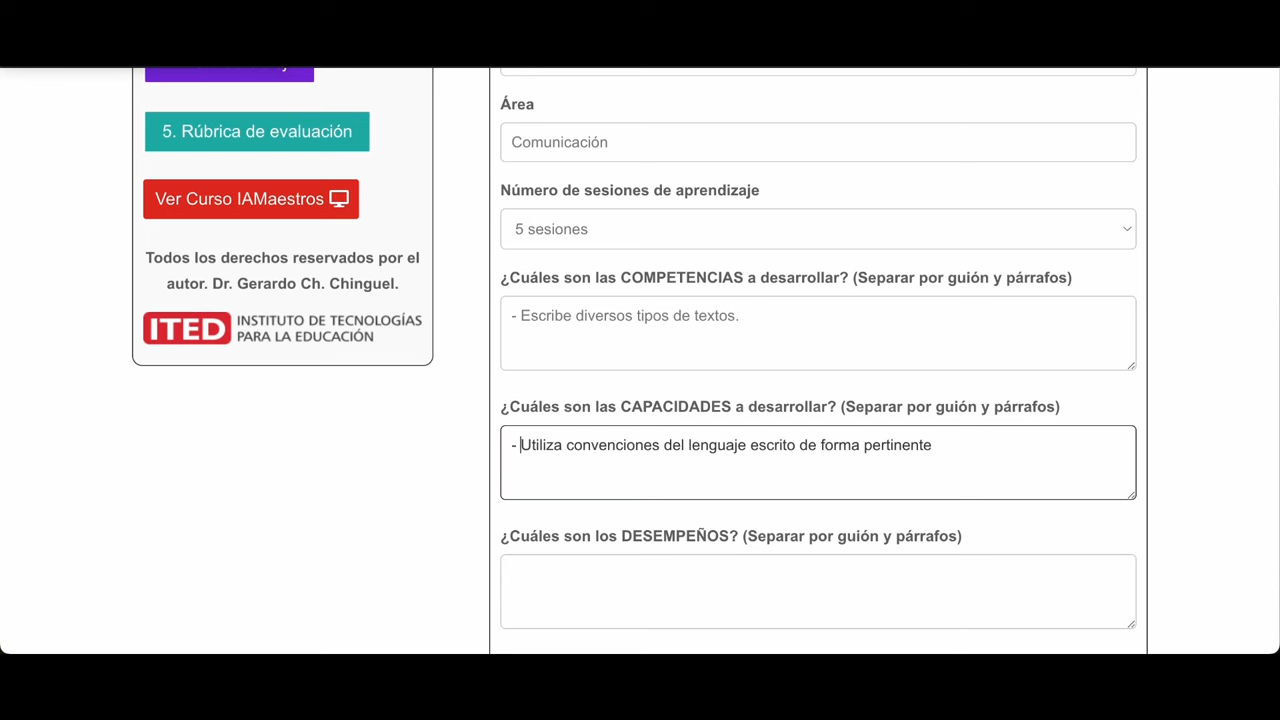 5. Rúbrica de evaluación
Ver Curso IAMaestros
Todos los derechos reservados por el
autor. Dr. Gerardo Ch. Chinguel.
ITED INSTITUTO DE TECNOLOGÍAS
PARA LA EDUCACIÓN
Área
Comunicación
Número de sesiones de aprendizaje
5 sesiones
¿Cuáles son las COMPETENCIAS a desarrollar? (Separar por guión y párrafos)
- Escribe diversos tipos de textos.
¿Cuáles son las CAPACIDADES a desarrollar? (Separar por guión y párrafos)
- Utiliza convenciones del lenguaje escrito de forma pertinente
¿Cuáles son los DESEMPEÑOS? (Separar por guión y párrafos)